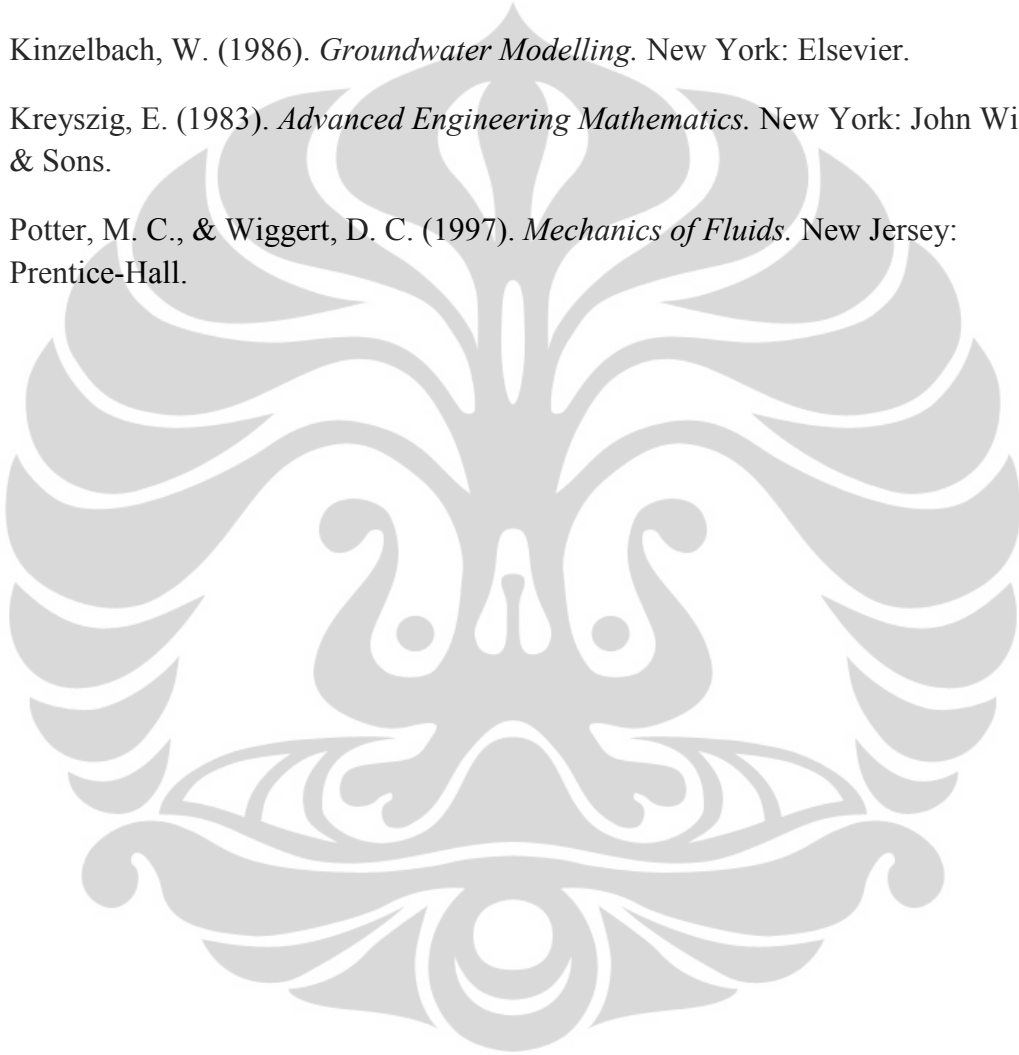 Kinzelbach, W. (1986). Groundwater Modelling. New York: Elsevier.
Kreyszig, E. (1983). Advanced Engineering Mathematics. New York: John Wi
& Sons.
Potter, M. C., & Wiggert, D. C. (1997). Mechanics of Fluids. New Jersey:
Prentice-Hall.